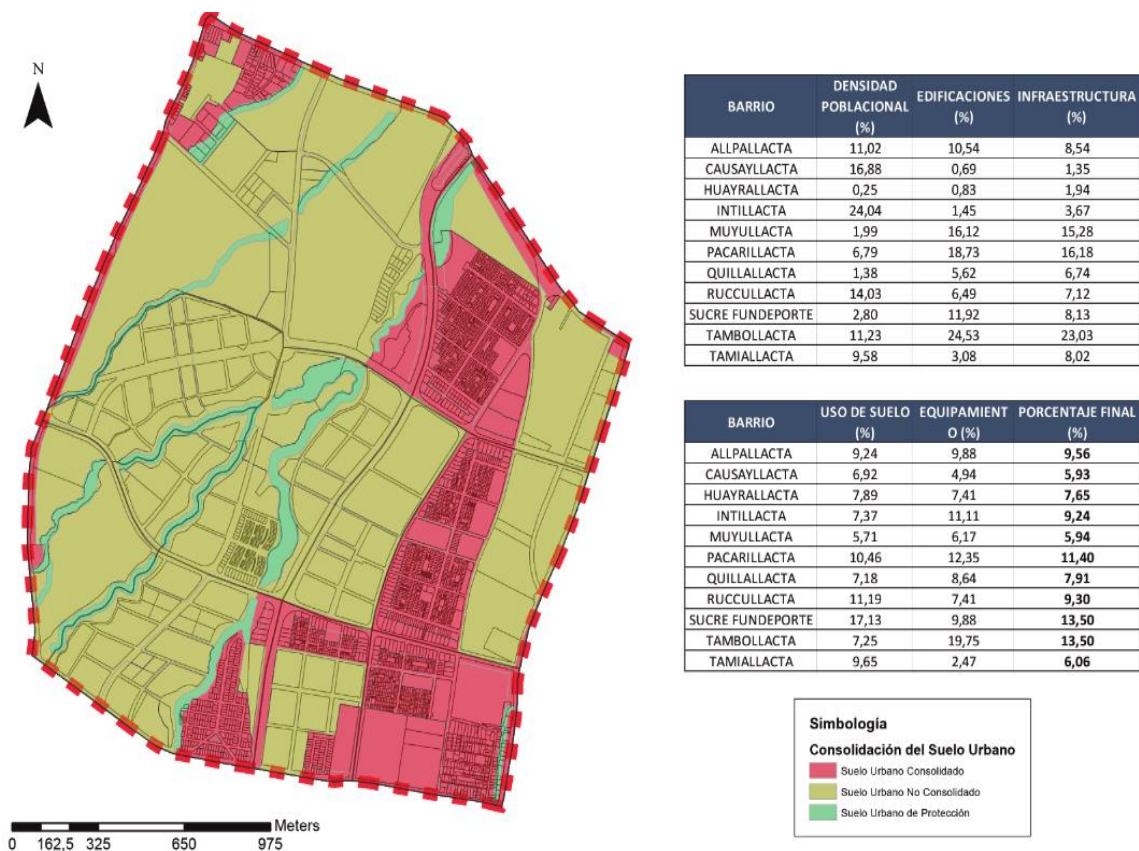 N
BARRIO DENSIDAD POBLACIONAL (%) EDIFICACIONES (%) INFRAESTRUCTURA (%)
ALLPALLACTA 11,02 10,54 8,54
CAUSAYLLACTA 16,88 0,69 1,35
HUAYRALLACTA 0,25 0,83 1,94
INTILLACTA 24,04 1,45 3,67
MUYULLACTA 1,99 16,12 15,28
PACARILLACTA 6,79 18,73 16,18
QUILLALLACTA 1,38 5,62 6,74
RUCCULLACTA 14,03 6,49 7,12
SUCRE FUNDEPORTE 2,80 11,92 8,13
TAMBOLLACTA 11,23 24,53 23,03
TAMIALLACTA 9,58 3,08 8,02
BARRIO USO DE SUELO (%) EQUIPAMIENT O (%) PORCENTAJE FINAL (%)
ALLPALLACTA 9,24 9,88 9,56
CAUSAYLLACTA 6,92 4,94 5,93
HUAYRALLACTA 7,89 7,41 7,65
INTILLACTA 7,37 11,11 9,24
MUYULLACTA 5,71 6,17 5,94
PACARILLACTA 10,46 12,35 11,40
QUILLALLACTA 7,18 8,64 7,91
RUCCULLACTA 11,19 7,41 9,30
SUCRE FUNDEPORTE 17,13 9,88 13,50
TAMBOLLACTA 7,25 19,75 13,50
TAMIALLACTA 9,65 2,47 6,06
Simbología
Consolidación del Suelo Urbano
Suelo Urbano Consolidado
Suelo Urbano No Consolidado
Suelo Urbano de Protección
Meters
0 162,5 325 650 975